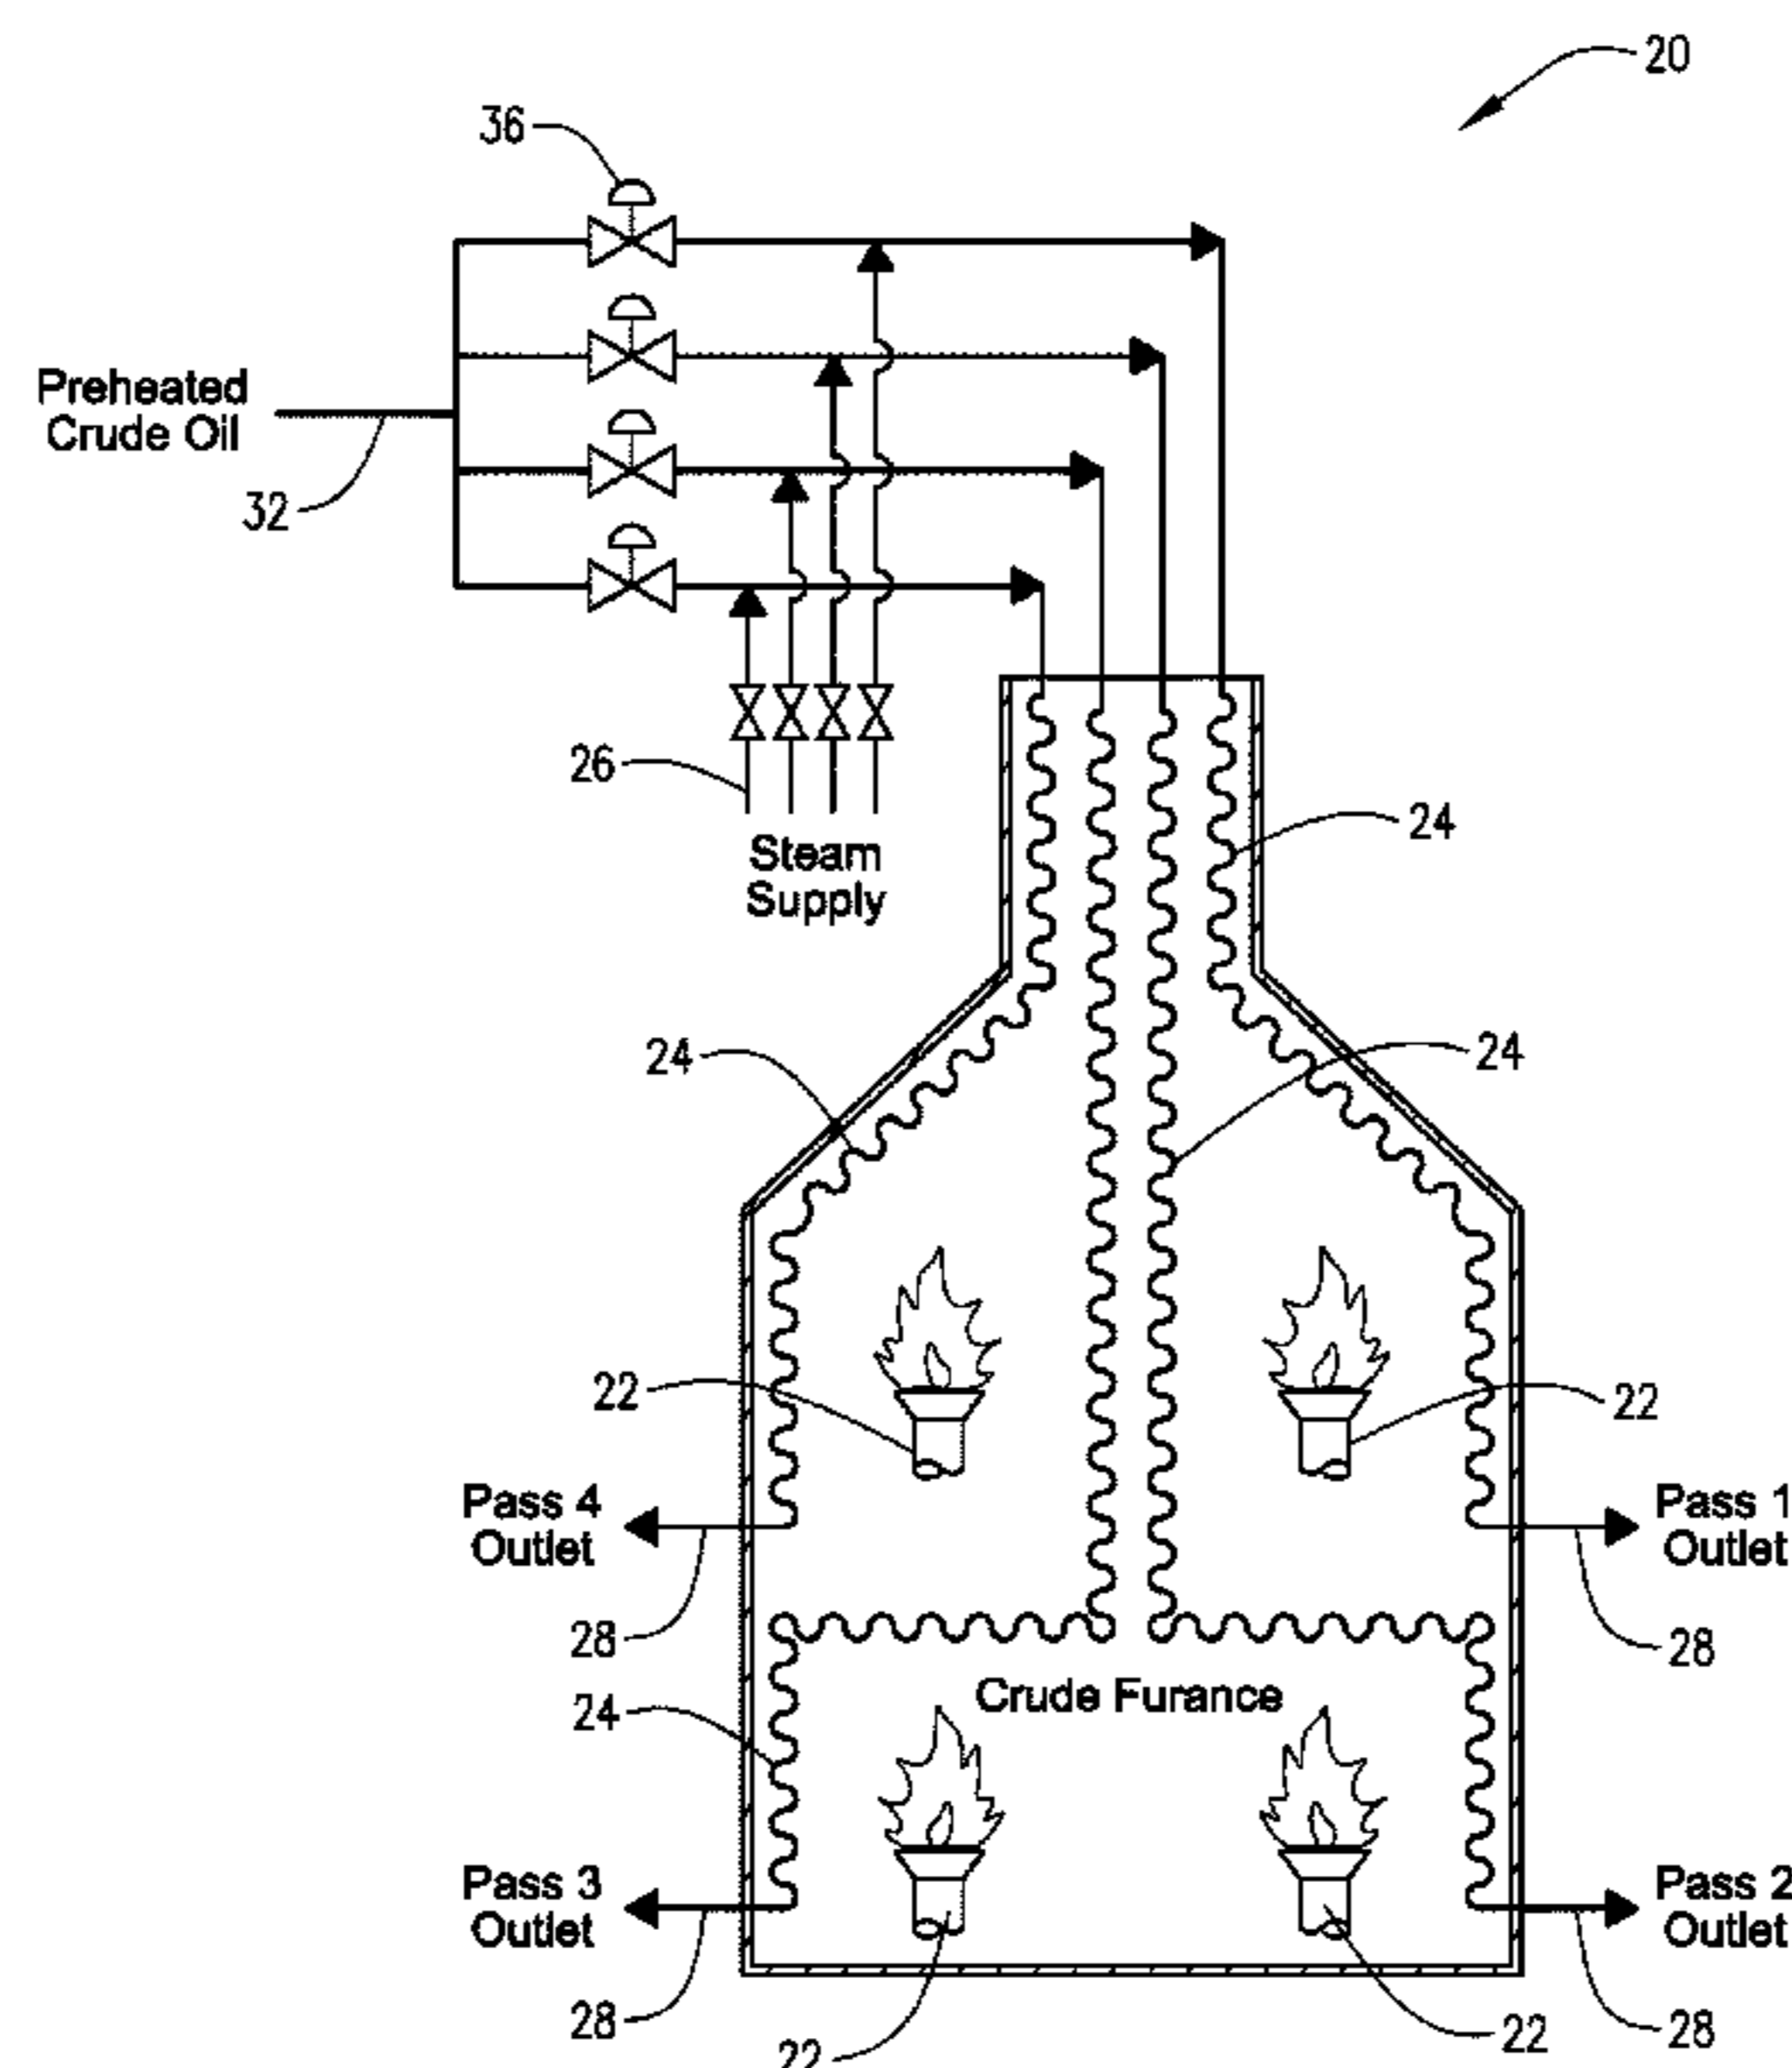 20
36
Preheated
Crude Oil
32
26
Steam
Supply
24
24
24
22
22
Pass 4
Outlet
Pass 1
Outlet
28
28
Crude Furance
24
Pass 3
Outlet
Pass 2
Outlet
28
22
22
28